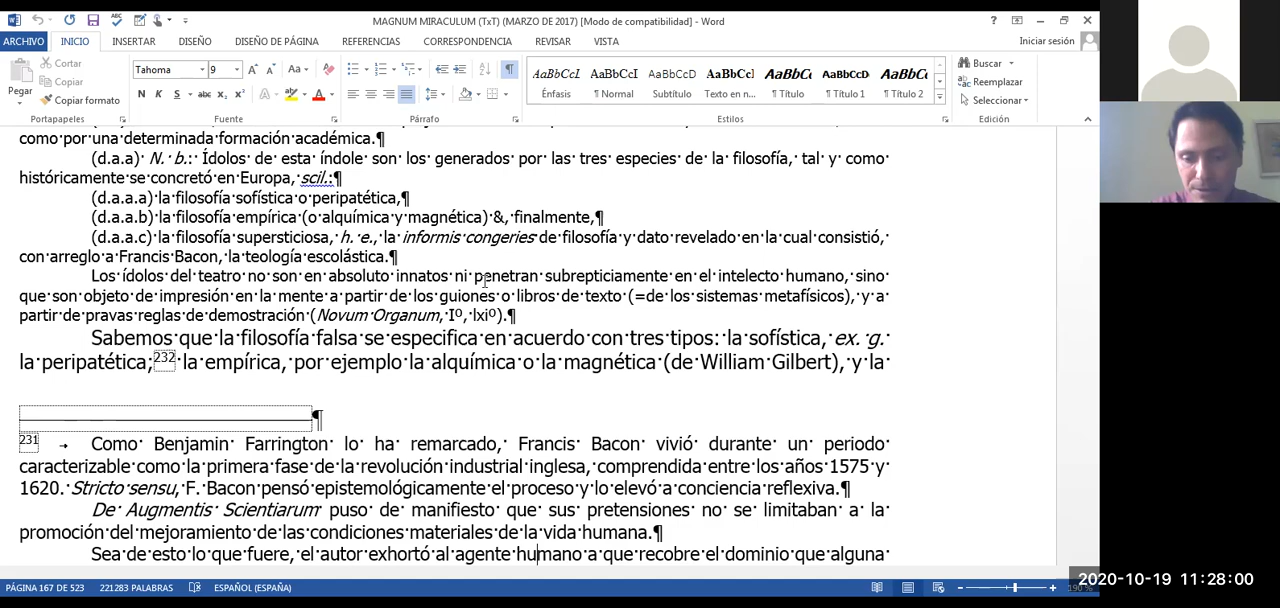 MAGNUM MIRACULUM (TxT) (MARZO DE 2017) [Modo de compatibilidad] - Word
ARCHIVO INICIO INSERTAR DISEÑO DISEÑO DE PÁGINA REFERENCIAS CORRESPONDENCIA REVISAR VISTA Iniciar sesión
Cortar
Copiar
Copiar formato
Pegar
Tahoma 9
N K S abc x₂ x²
AaBbCcI AaBbCcI AaBbCcD AaBbCcI AaBbCc AaBbCcD AaBbCc
Énfasis ¶ Normal Subtítulo Texto en n... ¶ Título ¶ Título 1 ¶ Título 2
Buscar
Reemplazar
Seleccionar
Portapapeles Fuente Párrafo Estilos Edición
como por una determinada formación académica.¶
(d.a.a) N. b.: Ídolos de esta índole son los generados por las tres especies de la filosofía, tal y como
históricamente se concretó en Europa, scil.:¶
(d.a.a.a) la filosofía sofística o peripatética,¶
(d.a.a.b) la filosofía empírica (o alquímica y magnética) &, finalmente,¶
(d.a.a.c) la filosofía supersticiosa, h. e., la informis congeries de filosofía y dato revelado en la cual consistió,
con arreglo a Francis Bacon, la teología escolástica.¶
Los ídolos del teatro no son en absoluto innatos ni penetran subrepticiamente en el intelecto humano, sino
que son objeto de impresión en la mente a partir de los guiones o libros de texto (=de los sistemas metafísicos), y a
partir de pravas reglas de demostración (Novum Organum, Iº, lxiº).¶
Sabemos que la filosofía falsa se especifica en acuerdo con tres tipos: la sofística, ex. g.
la peripatética;232 la empírica, por ejemplo la alquímica o la magnética (de William Gilbert), y la
¶
231 → Como Benjamin Farrington lo ha remarcado, Francis Bacon vivió durante un periodo
caracterizable como la primera fase de la revolución industrial inglesa, comprendida entre los años 1575 y
1620. Stricto sensu, F. Bacon pensó epistemológicamente el proceso y lo elevó a conciencia reflexiva.¶
De Augmentis Scientiarum puso de manifiesto que sus pretensiones no se limitaban a la
promoción del mejoramiento de las condiciones materiales de la vida humana.¶
Sea de esto lo que fuere, el autor exhortó al agente humano a que recobre el dominio que alguna
PÁGINA 167 DE 523 221283 PALABRAS ESPAÑOL (ESPAÑA) 190 %
2020-10-19 11:28:00